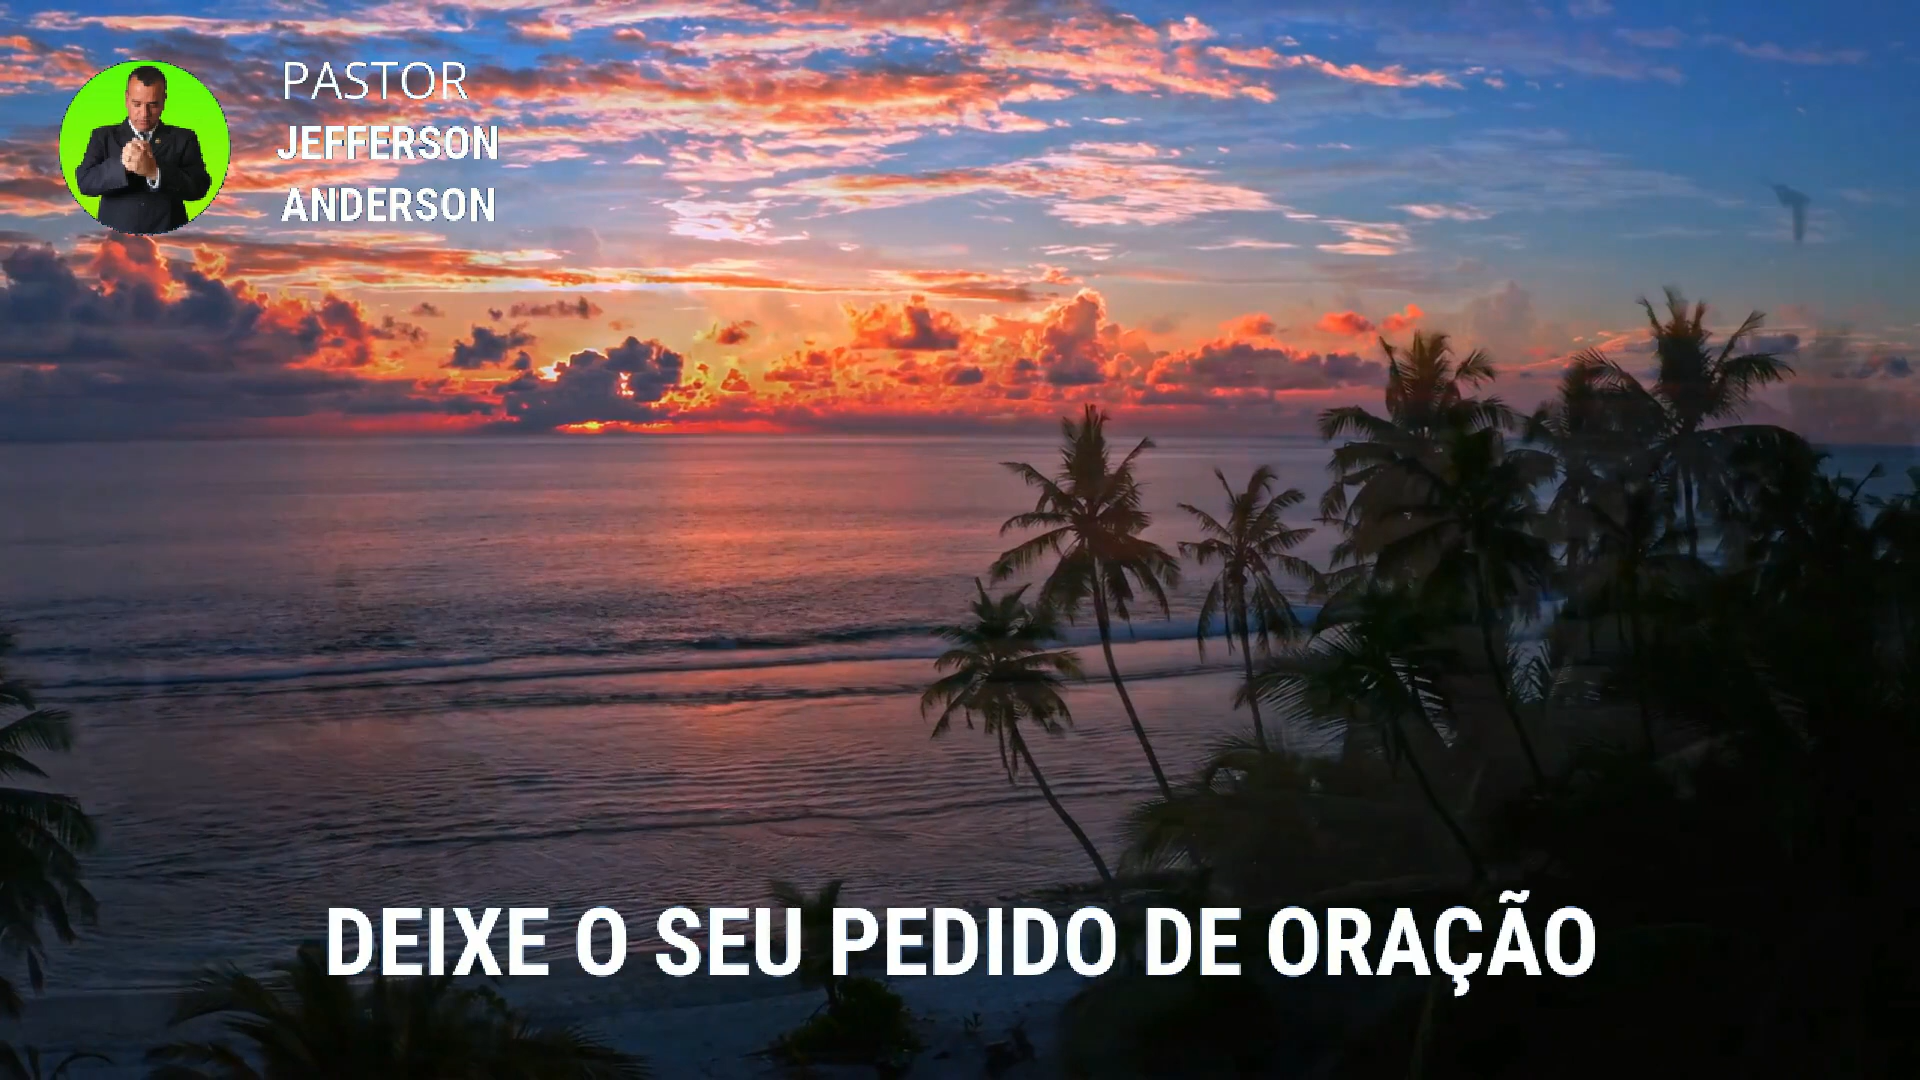 PASTOR
JEFFERSON
ANDERSON
DEIXE O SEU PEDIDO DE ORAÇÃO